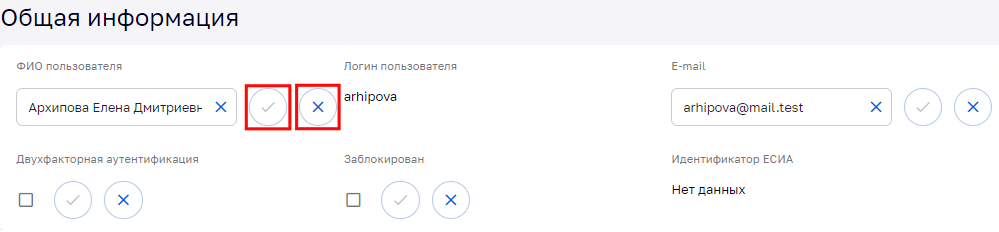 Общая информация
ФИО пользователя
Логин пользователя
E-mail
Архипова Елена Дмитриевн
arhipova
arhipova@mail.test
Двухфакторная аутентификация
Заблокирован
Идентификатор ЕСИА
Нет данных